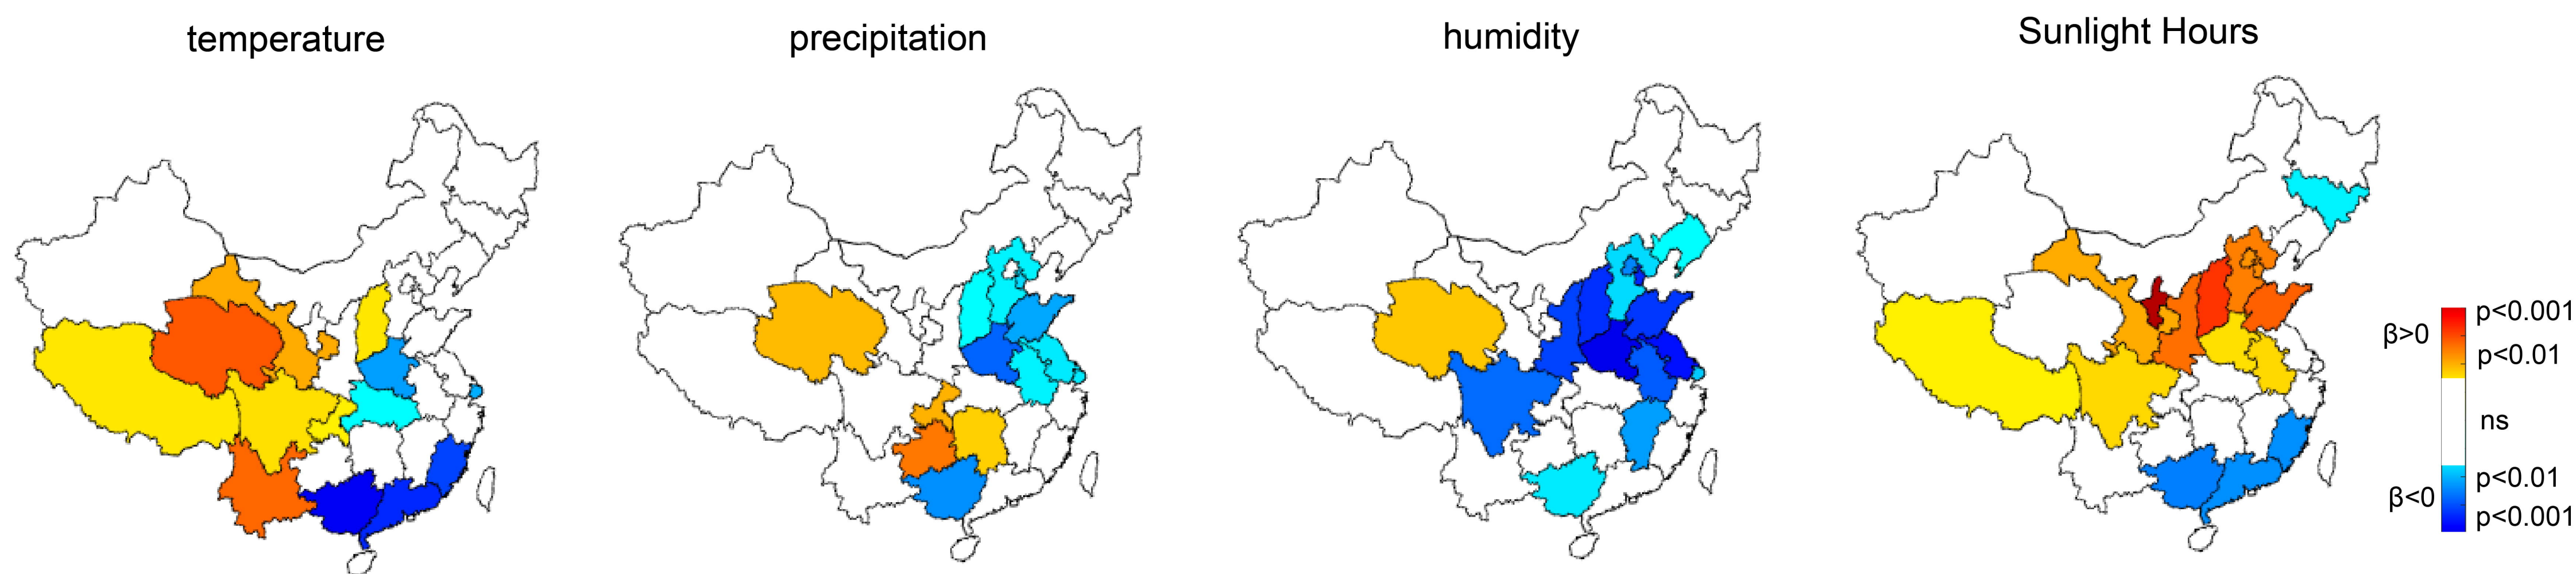 temperature
precipitation
humidity
Sunlight Hours
β>0
p<0.001
p<0.01
ns
β<0
p<0.01
p<0.001